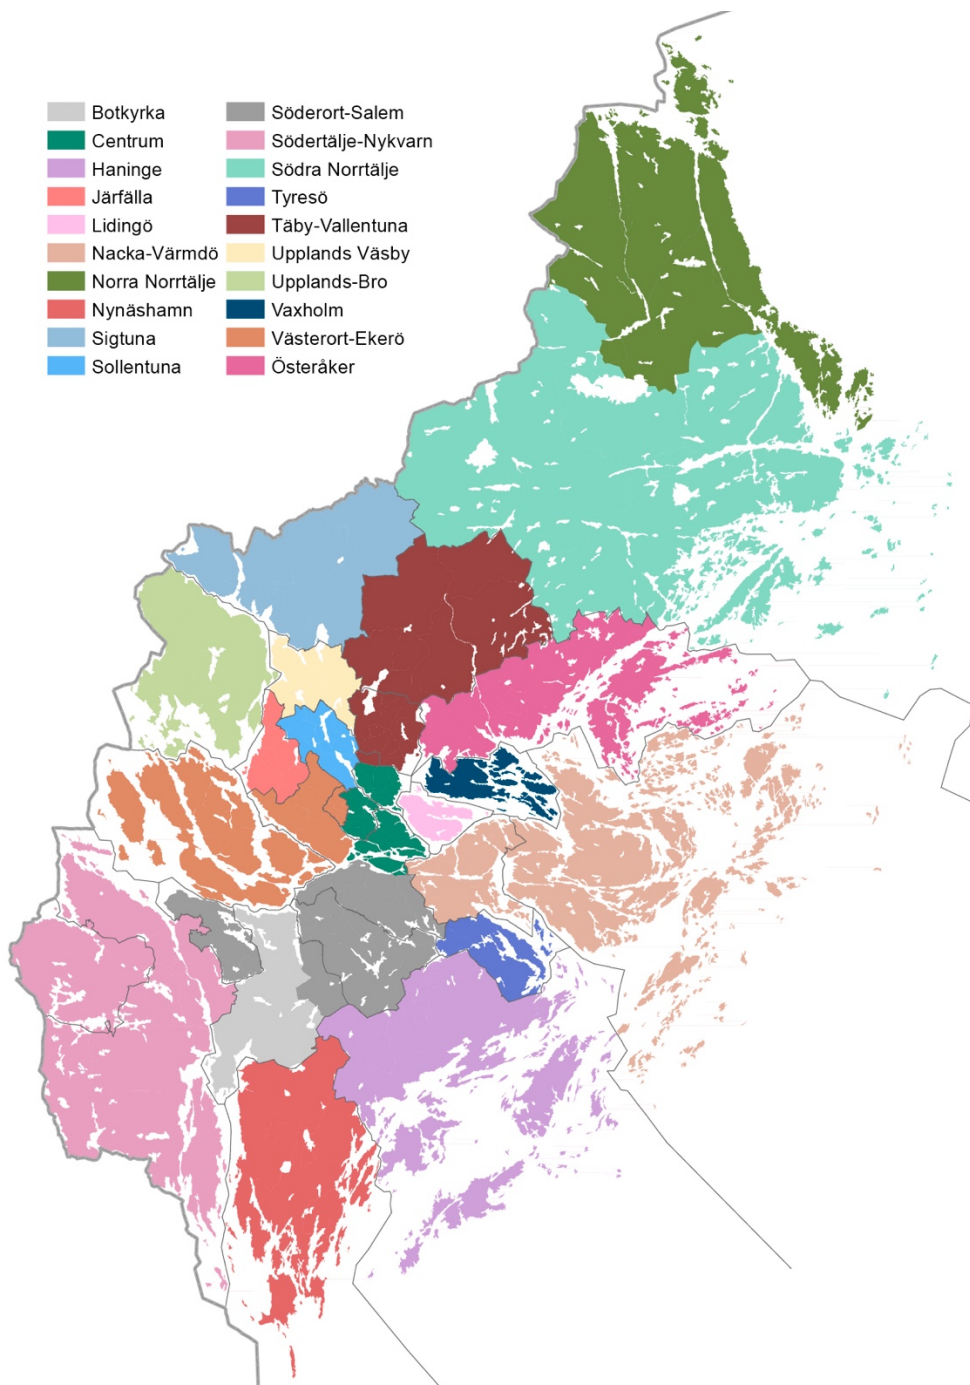 Botkyrka
Centrum
Haninge
Järfälla
Lidingö
Nacka-Värmdö
Norra Norrtälje
Nynäshamn
Sigtuna
Sollentuna
Söderort-Salem
Södertälje-Nykvarn
Södra Norrtälje
Tyresö
Täby-Vallentuna
Upplands Väsby
Upplands-Bro
Vaxholm
Västerort-Ekerö
Österåker